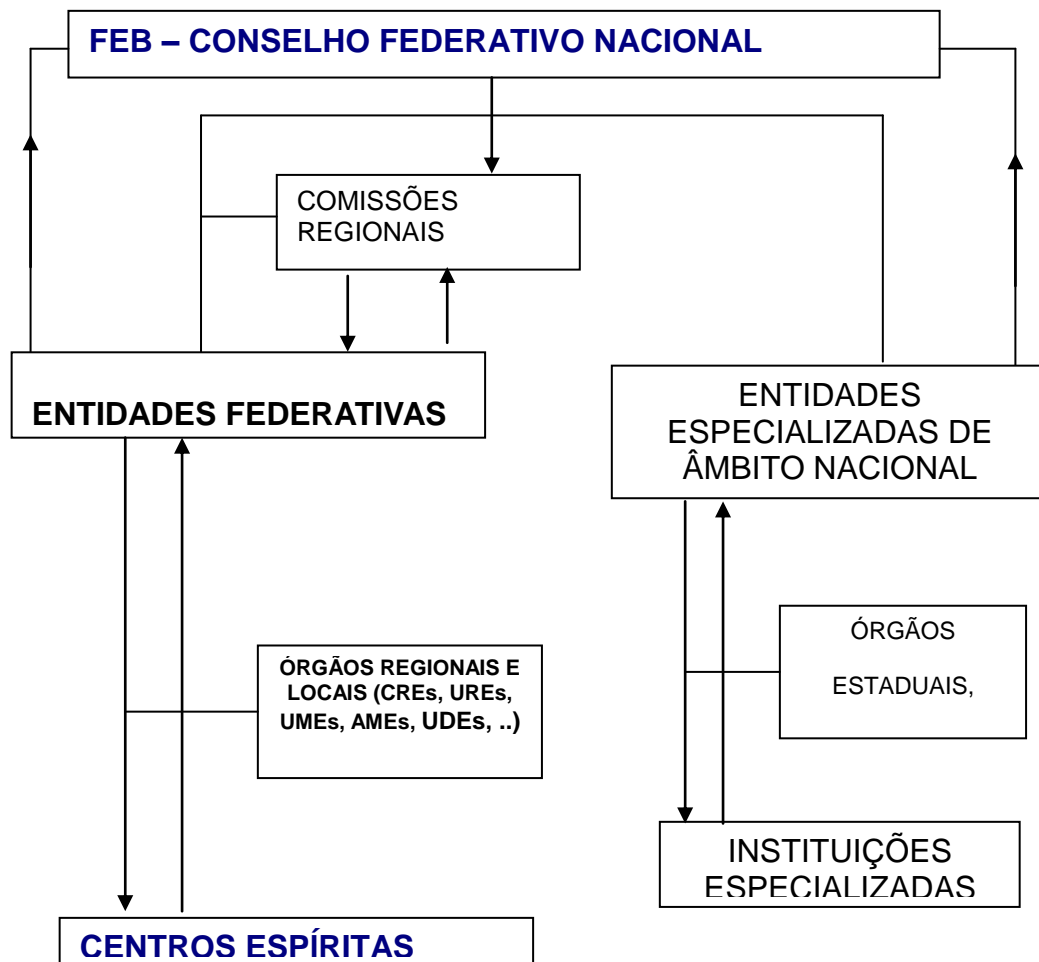 FEB – CONSELHO FEDERATIVO NACIONAL
COMISSÕES
REGIONAIS
ENTIDADES FEDERATIVAS
ENTIDADES
ESPECIALIZADAS DE
ÂMBITO NACIONAL
ÓRGÃOS REGIONAIS E
LOCAIS (CREs, UREs,
UMEs, AMEs, UDEs, ..)
ÓRGÃOS
ESTADUAIS,
INSTITUIÇÕES
ESPECIALIZADAS
CENTROS ESPÍRITAS